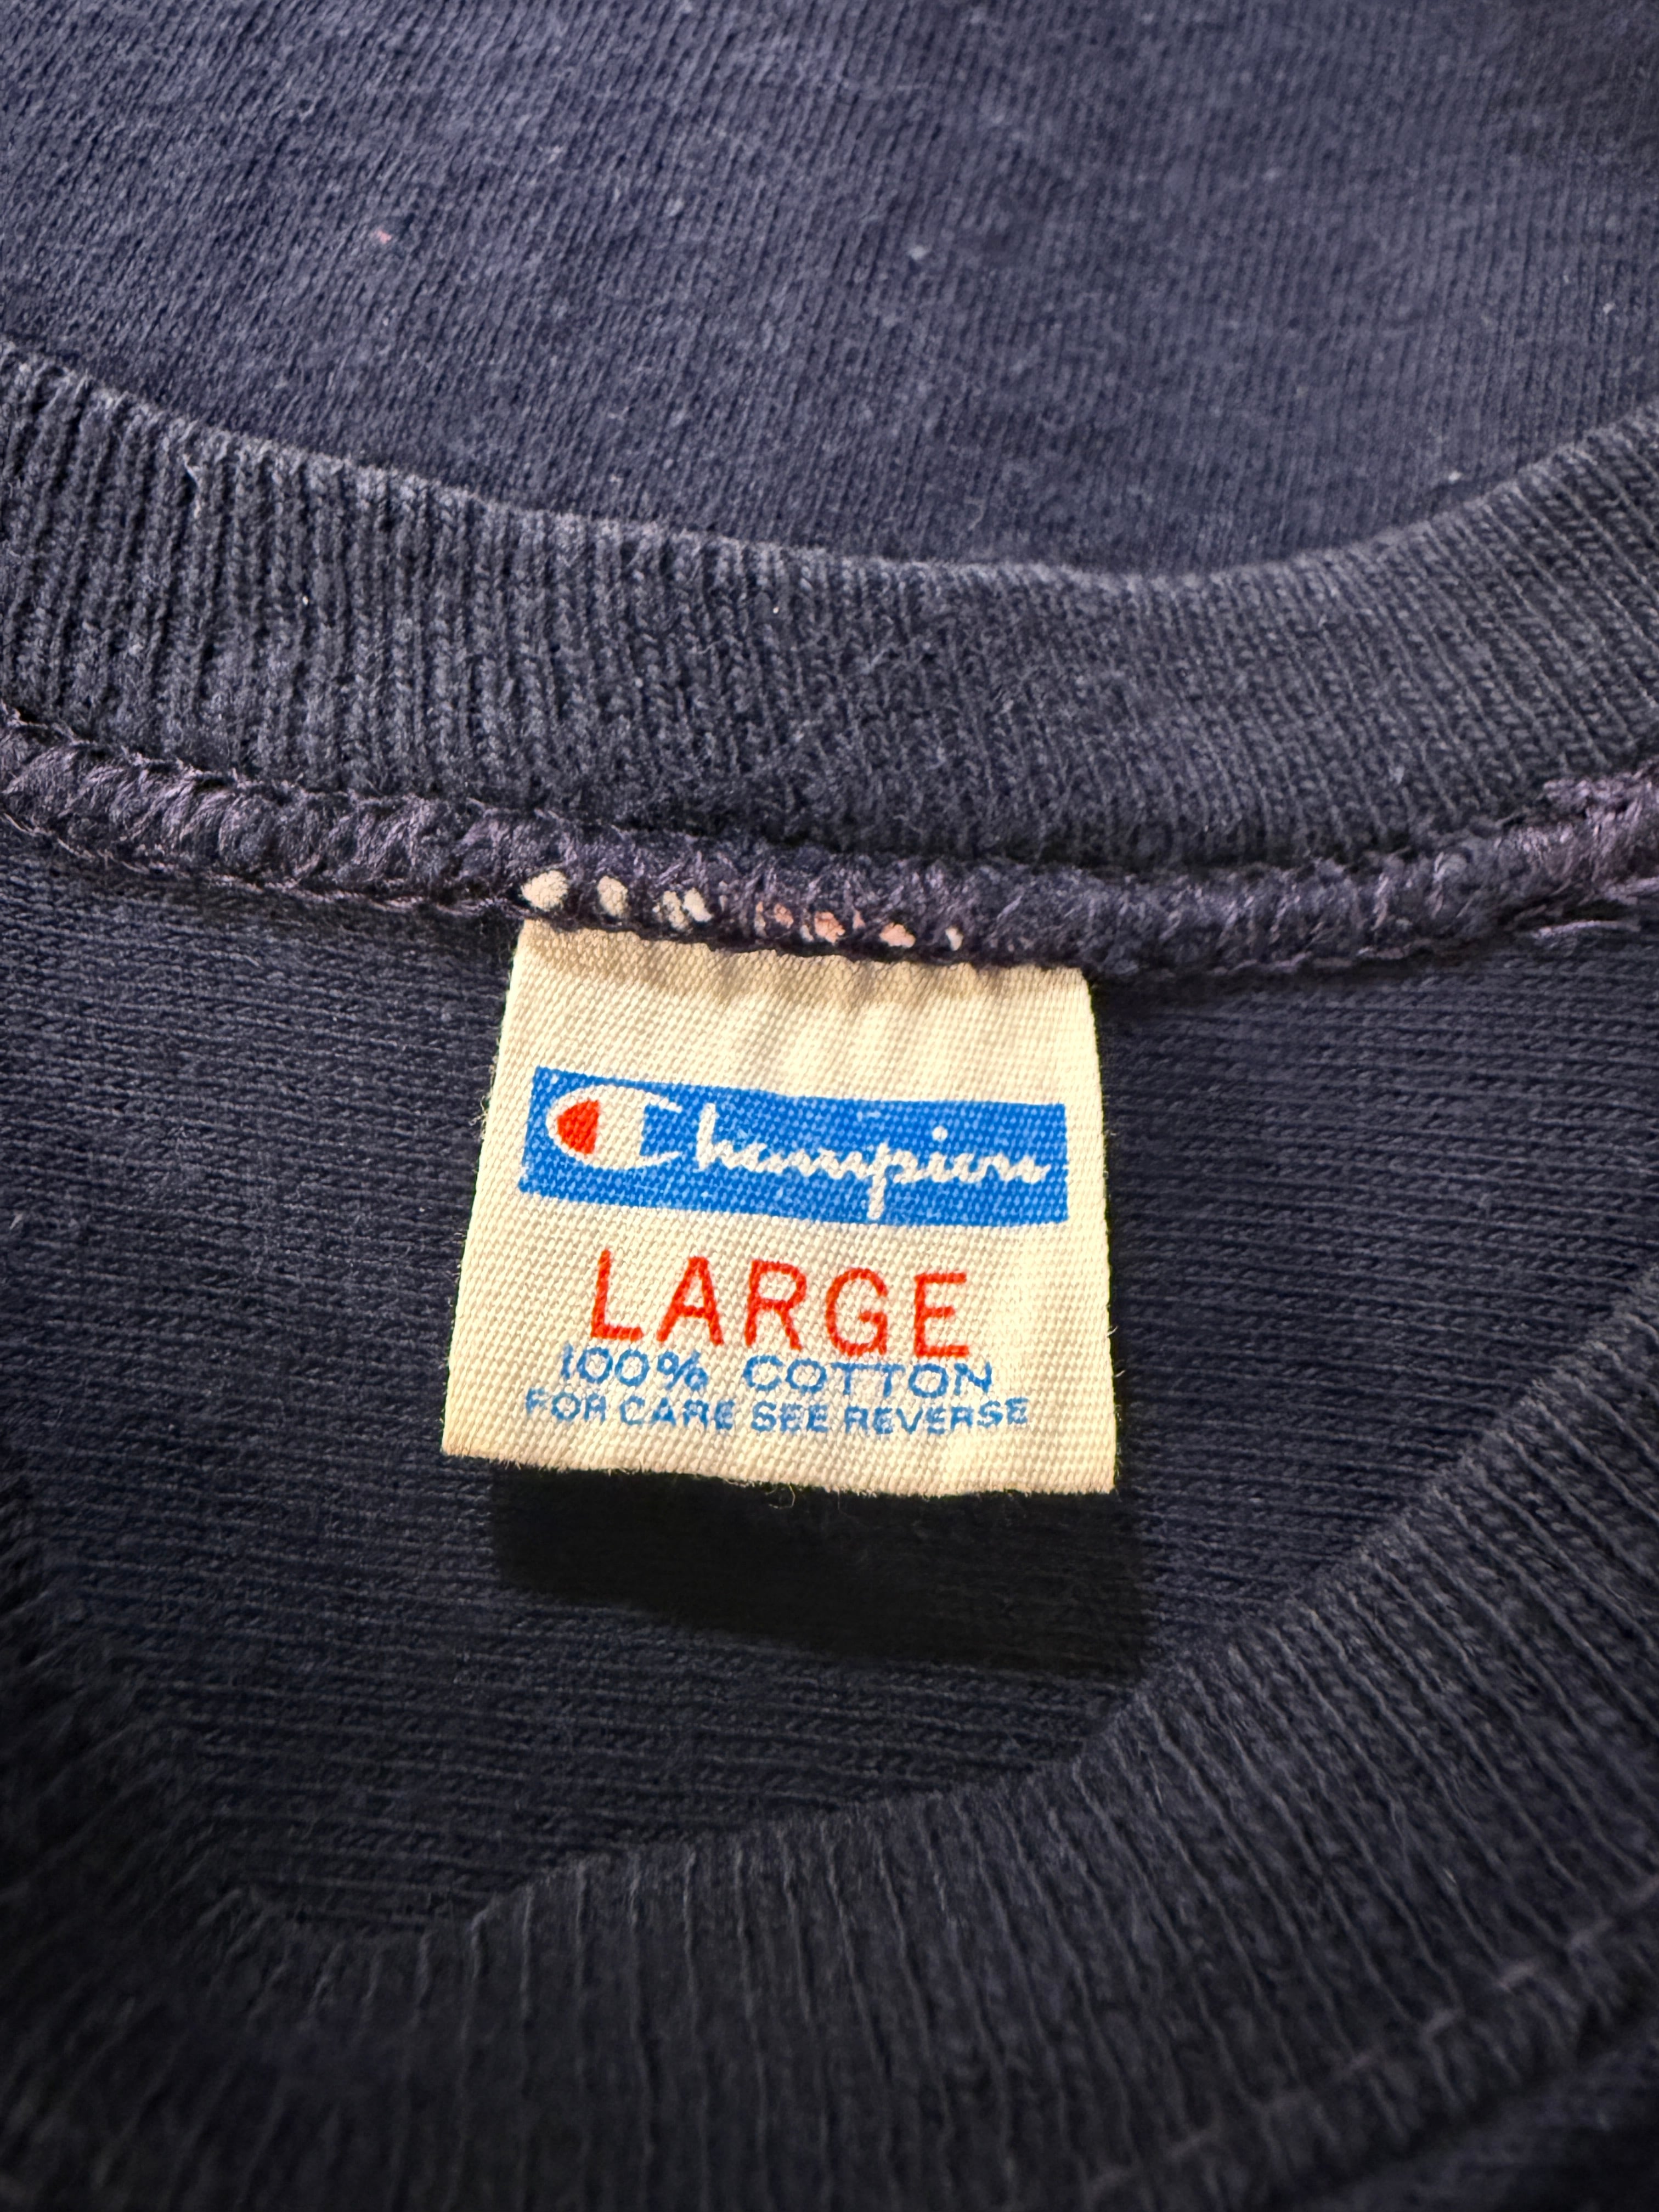 Champion
LARGE
100% COTTON
FOR CARE SEE REVERSE